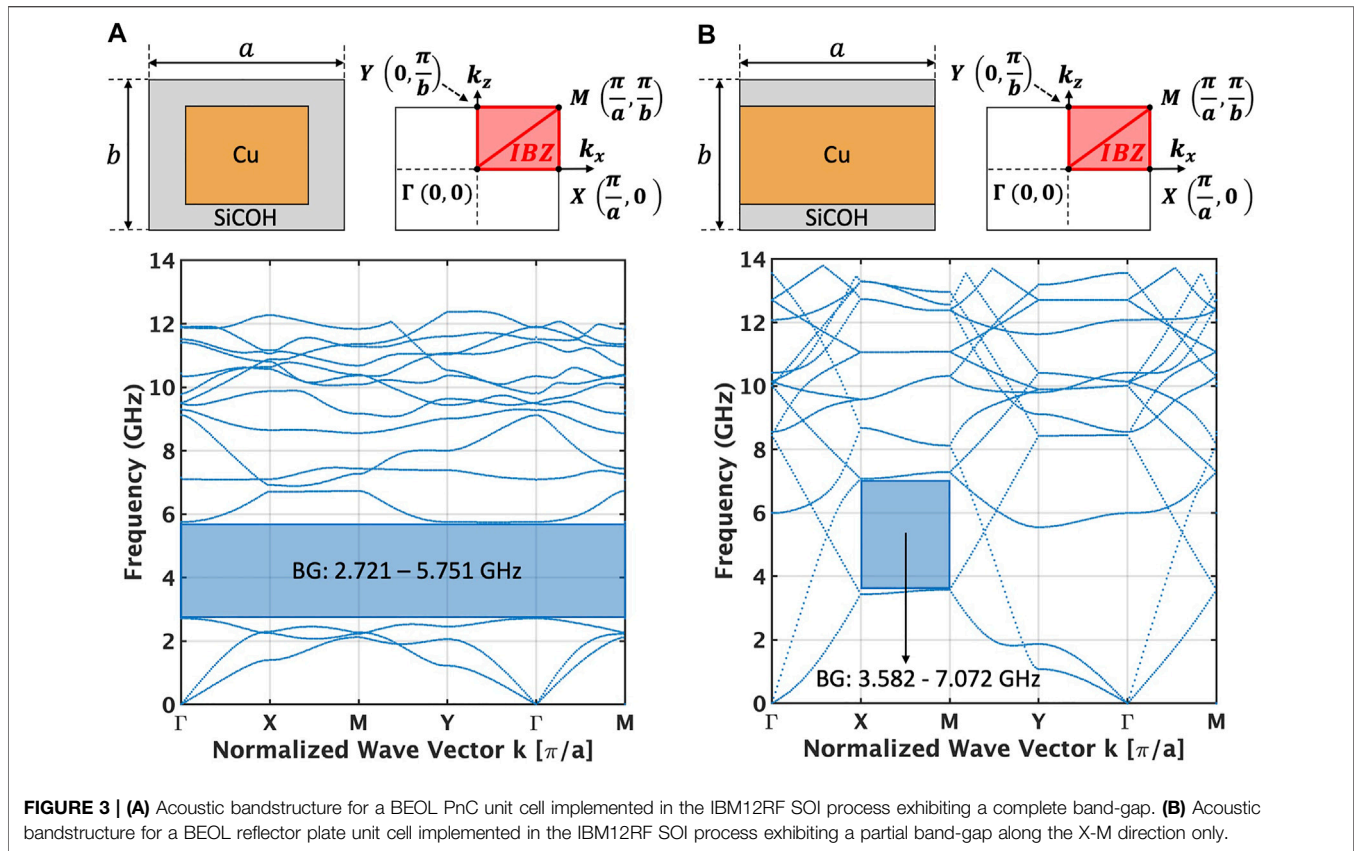 A
a
b
Cu
SiCOH
Y (0, π/b)
k_z
M (π/a, π/b)
IBZ
k_x
Γ (0, 0)
X (π/a, 0)
14
12
10
8
6
4
2
0
Frequency (GHz)
BG: 2.721 – 5.751 GHz
Γ X M Y Γ M
Normalized Wave Vector k [π/a]
B
a
b
Cu
SiCOH
Y (0, π/b)
k_z
M (π/a, π/b)
IBZ
k_x
Γ (0, 0)
X (π/a, 0)
14
12
10
8
6
4
2
0
Frequency (GHz)
BG: 3.582 - 7.072 GHz
Γ X M Y Γ M
Normalized Wave Vector k [π/a]
FIGURE 3 | (A) Acoustic bandstructure for a BEOL PnC unit cell implemented in the IBM12RF SOI process exhibiting a complete band-gap. (B) Acoustic
bandstructure for a BEOL reflector plate unit cell implemented in the IBM12RF SOI process exhibiting a partial band-gap along the X-M direction only.